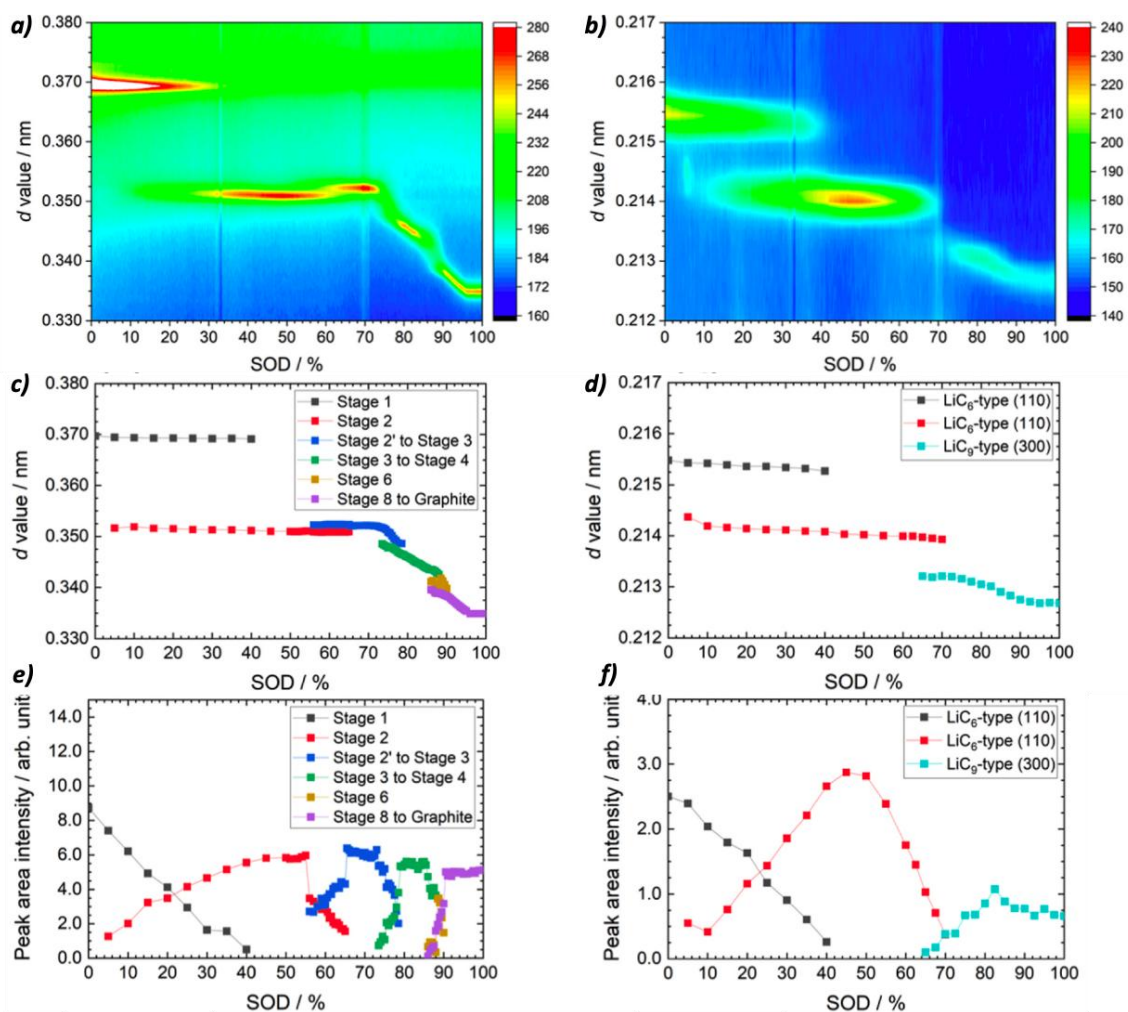 a)
0.380
0.370
0.360
0.350
0.340
0.330
d value / nm
0 10 20 30 40 50 60 70 80 90 100
SOD / %
280
268
256
244
232
220
208
196
184
172
160
b)
0.217
0.216
0.215
0.214
0.213
0.212
d value / nm
0 10 20 30 40 50 60 70 80 90 100
SOD / %
240
230
220
210
200
190
180
170
160
150
140
c)
0.380
0.370
0.360
0.350
0.340
0.330
d value / nm
Stage 1
Stage 2
Stage 2' to Stage 3
Stage 3 to Stage 4
Stage 6
Stage 8 to Graphite
0 10 20 30 40 50 60 70 80 90 100
SOD / %
d)
0.217
0.216
0.215
0.214
0.213
0.212
d value / nm
LiC₆-type (110)
LiC₆-type (110)
LiC₉-type (300)
0 10 20 30 40 50 60 70 80 90 100
SOD / %
e)
14.0
12.0
10.0
8.0
6.0
4.0
2.0
0.0
Peak area intensity / arb. unit
Stage 1
Stage 2
Stage 2' to Stage 3
Stage 3 to Stage 4
Stage 6
Stage 8 to Graphite
0 10 20 30 40 50 60 70 80 90 100
SOD / %
f)
4.0
3.0
2.0
1.0
0.0
Peak area intensity / arb. unit
LiC₆-type (110)
LiC₆-type (110)
LiC₉-type (300)
0 10 20 30 40 50 60 70 80 90 100
SOD / %